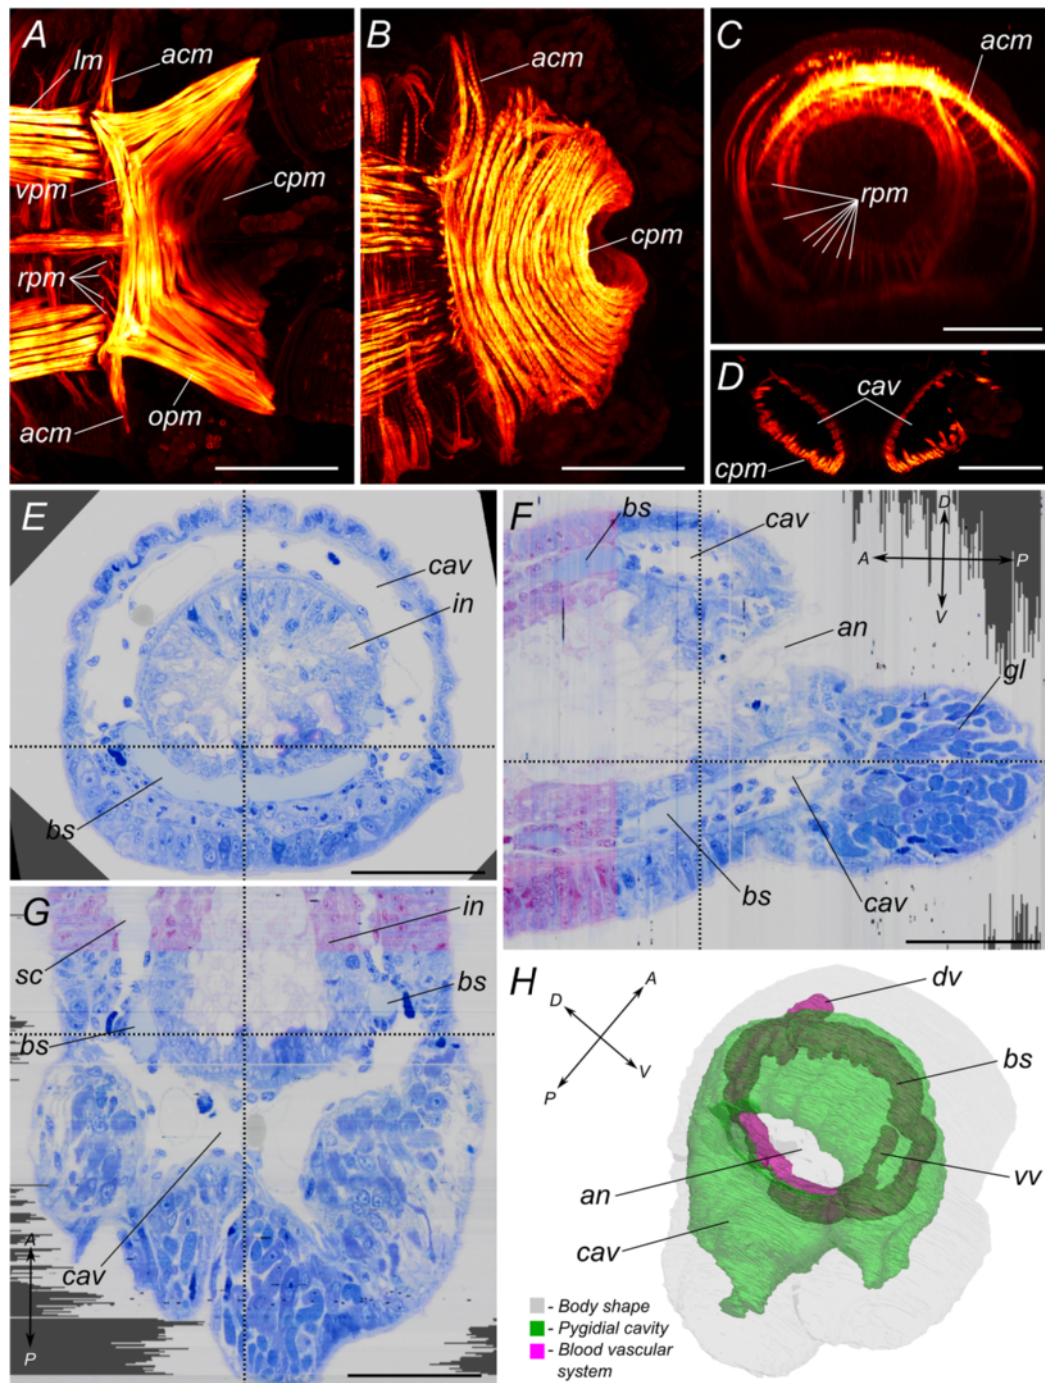 A
lm
acm
vpm
cpm
rpm
opm
acm
B
acm
cpm
C
acm
rpm
D
cav
cpm
E
cav
in
bs
F
bs
cav
D
A
P
V
an
gl
bs
cav
G
in
sc
bs
bs
cav
A
P
H
D
A
P
V
dv
bs
an
vv
cav
- Body shape
- Pygidial cavity
- Blood vascular
system